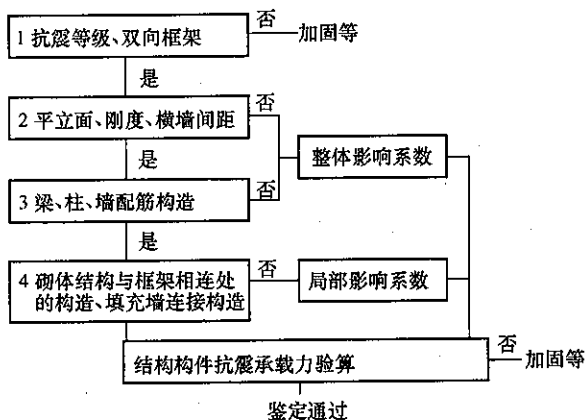 否
1 抗震等级、双向框架
加固等
是
否
2 平立面、刚度、横墙间距
整体影响系数
是
否
3 梁、柱、墙配筋构造
是
4 砌体结构与框架相连处
的构造、填充墙连接构造
否
局部影响系数
结构构件抗震承载力验算
否
加固等
鉴定通过